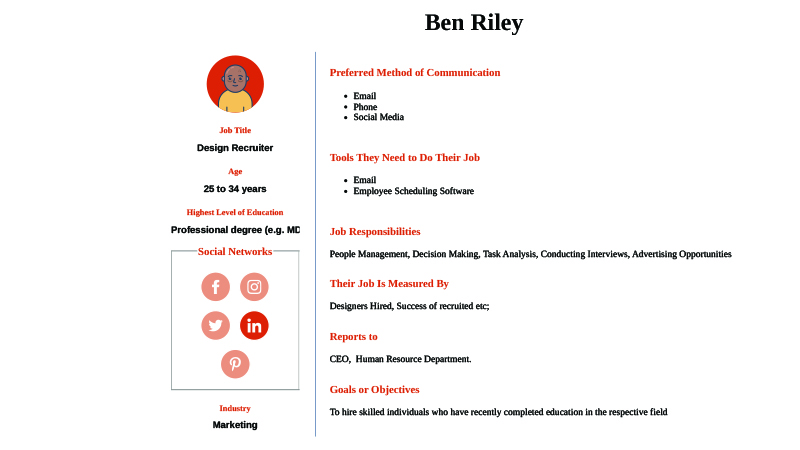 Ben Riley
Job Title
Design Recruiter
Age
25 to 34 years
Highest Level of Education
Professional degree (e.g. MD
Social Networks
in
Industry
Marketing
Preferred Method of Communication
• Email
• Phone
• Social Media
Tools They Need to Do Their Job
• Email
• Employee Scheduling Software
Job Responsibilities
People Management, Decision Making, Task Analysis, Conducting Interviews, Advertising Opportunities
Their Job Is Measured By
Designers Hired, Success of recruited etc;
Reports to
CEO, Human Resource Department.
Goals or Objectives
To hire skilled individuals who have recently completed education in the respective field